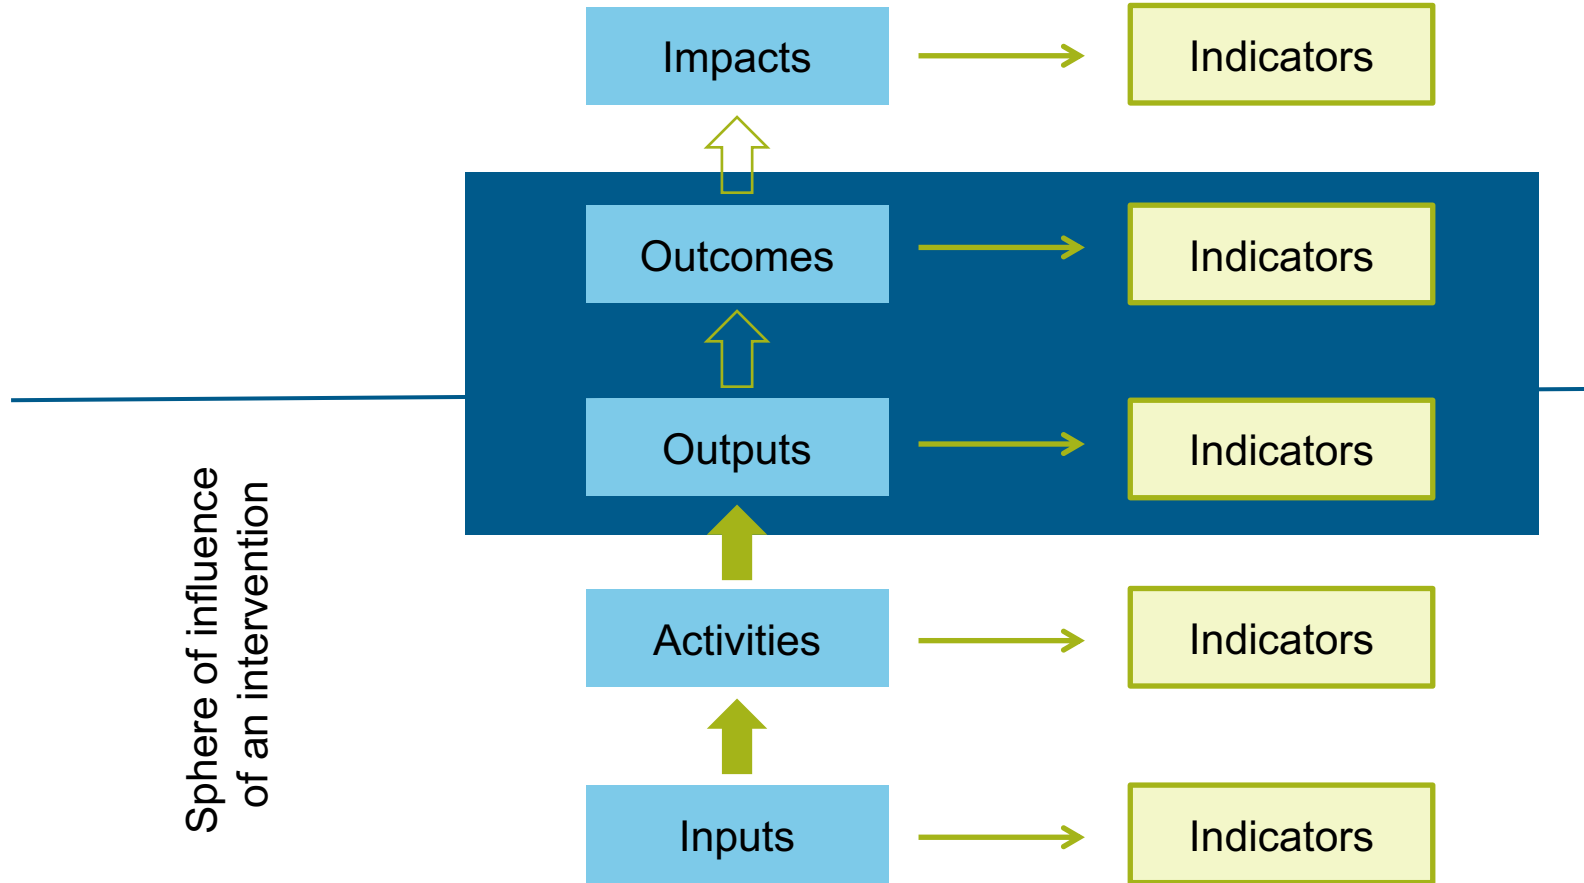 Impacts
Indicators
Outcomes
Indicators
Outputs
Indicators
Activities
Indicators
Inputs
Indicators
Sphere of influence
of an intervention